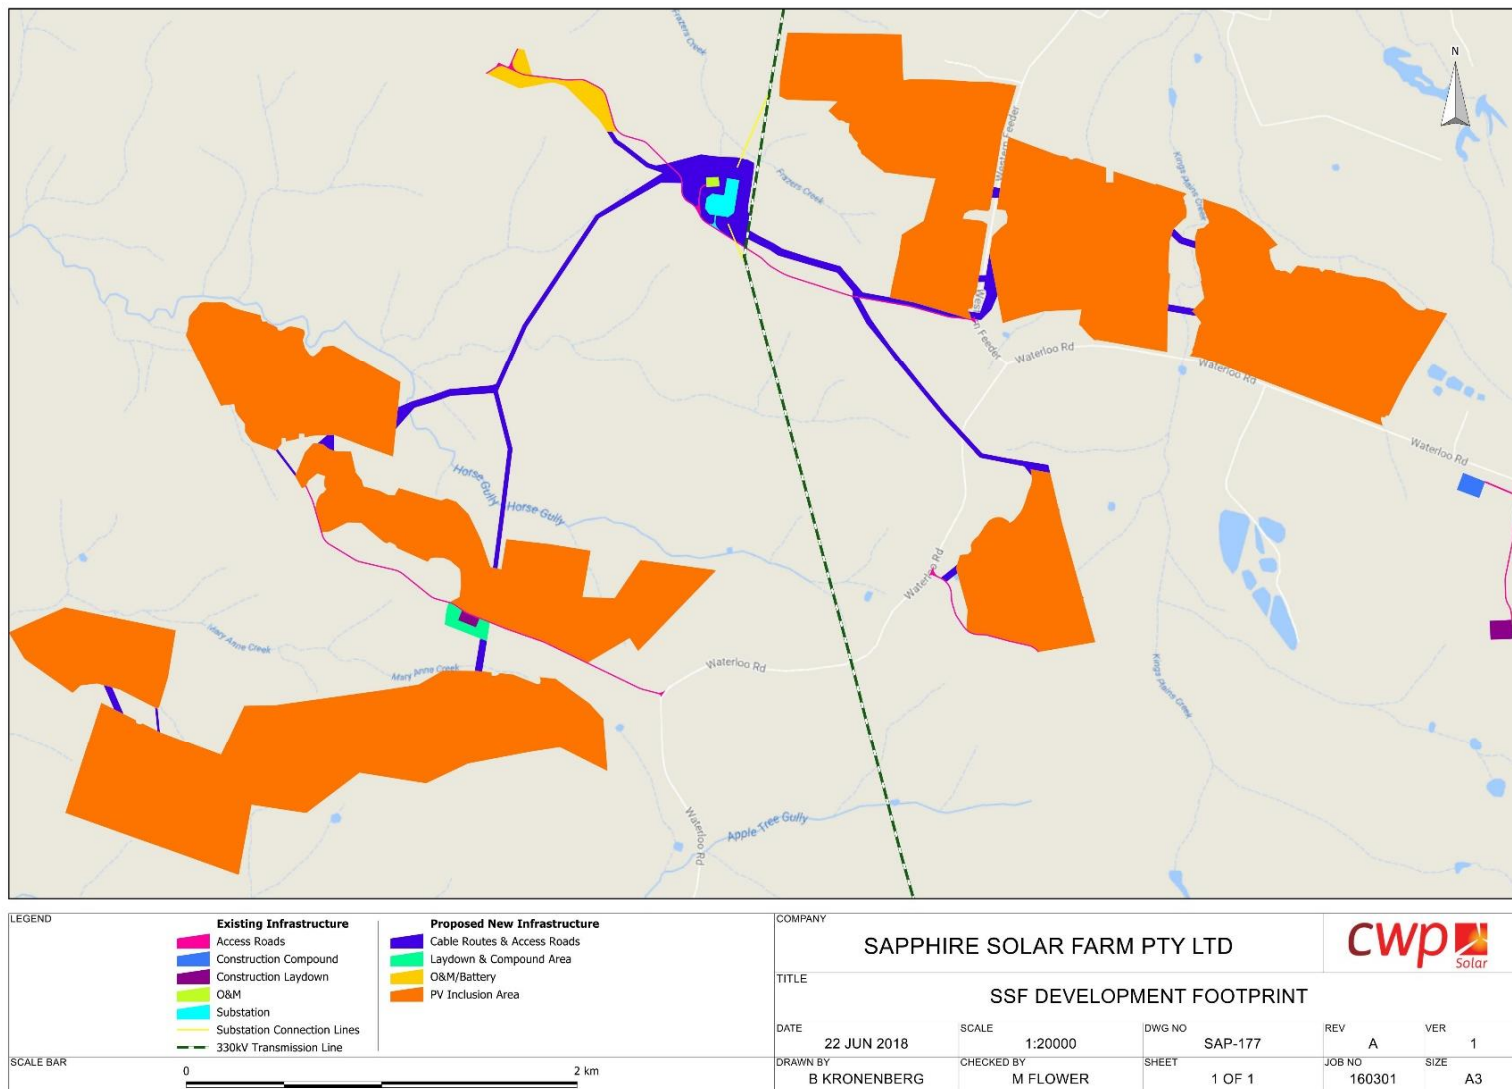 Frazers Creek
N
Western Feeder
Kings Plains Creek
Frazers Creek
Western Feeder
Waterloo Rd
Waterloo Rd
Waterloo Rd
Horse Gully
Horse Gully
Waterloo Rd
Mary Anne Creek
Mary Anne Creek
Waterloo Rd
Kings Plains Creek
Waterloo Rd
Apple Tree Gully
LEGEND
Existing Infrastructure
Access Roads
Construction Compound
Construction Laydown
O&M
Substation
Substation Connection Lines
330kV Transmission Line
Proposed New Infrastructure
Cable Routes & Access Roads
Laydown & Compound Area
O&M/Battery
PV Inclusion Area
SCALE BAR
0 2 km
COMPANY
SAPPHIRE SOLAR FARM PTY LTD
cwp
Solar
TITLE
SSF DEVELOPMENT FOOTPRINT
DATE SCALE DWG NO REV VER
22 JUN 2018 1:20000 SAP-177 A 1
DRAWN BY CHECKED BY SHEET JOB NO SIZE
B KRONENBERG M FLOWER 1 OF 1 160301 A3